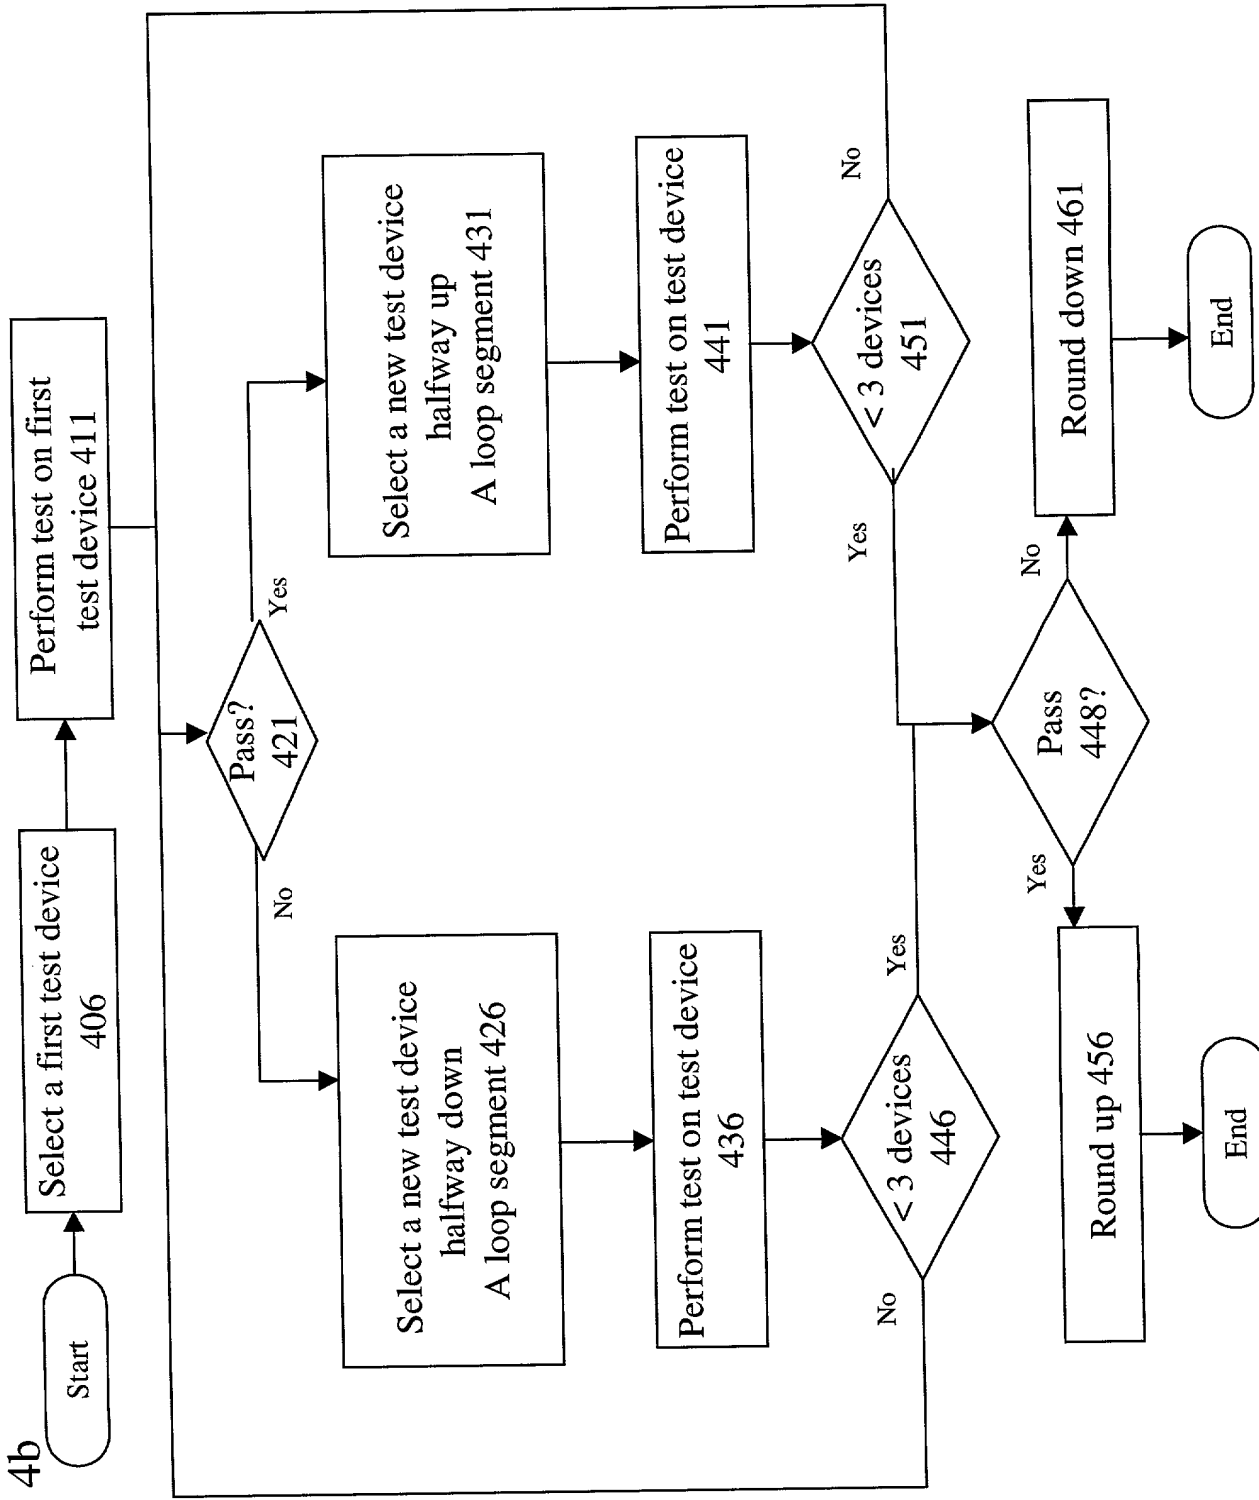 4b
Start
Select a first test device
406
Perform test on first
test device 411
Pass?
421
No
Yes
Select a new test device
halfway down
A loop segment 426
Select a new test device
halfway up
A loop segment 431
Perform test on test device
436
Perform test on test device
441
< 3 devices
446
No
Yes
< 3 devices
451
Yes
No
Pass
448?
Yes
No
Round up 456
Round down 461
End
End